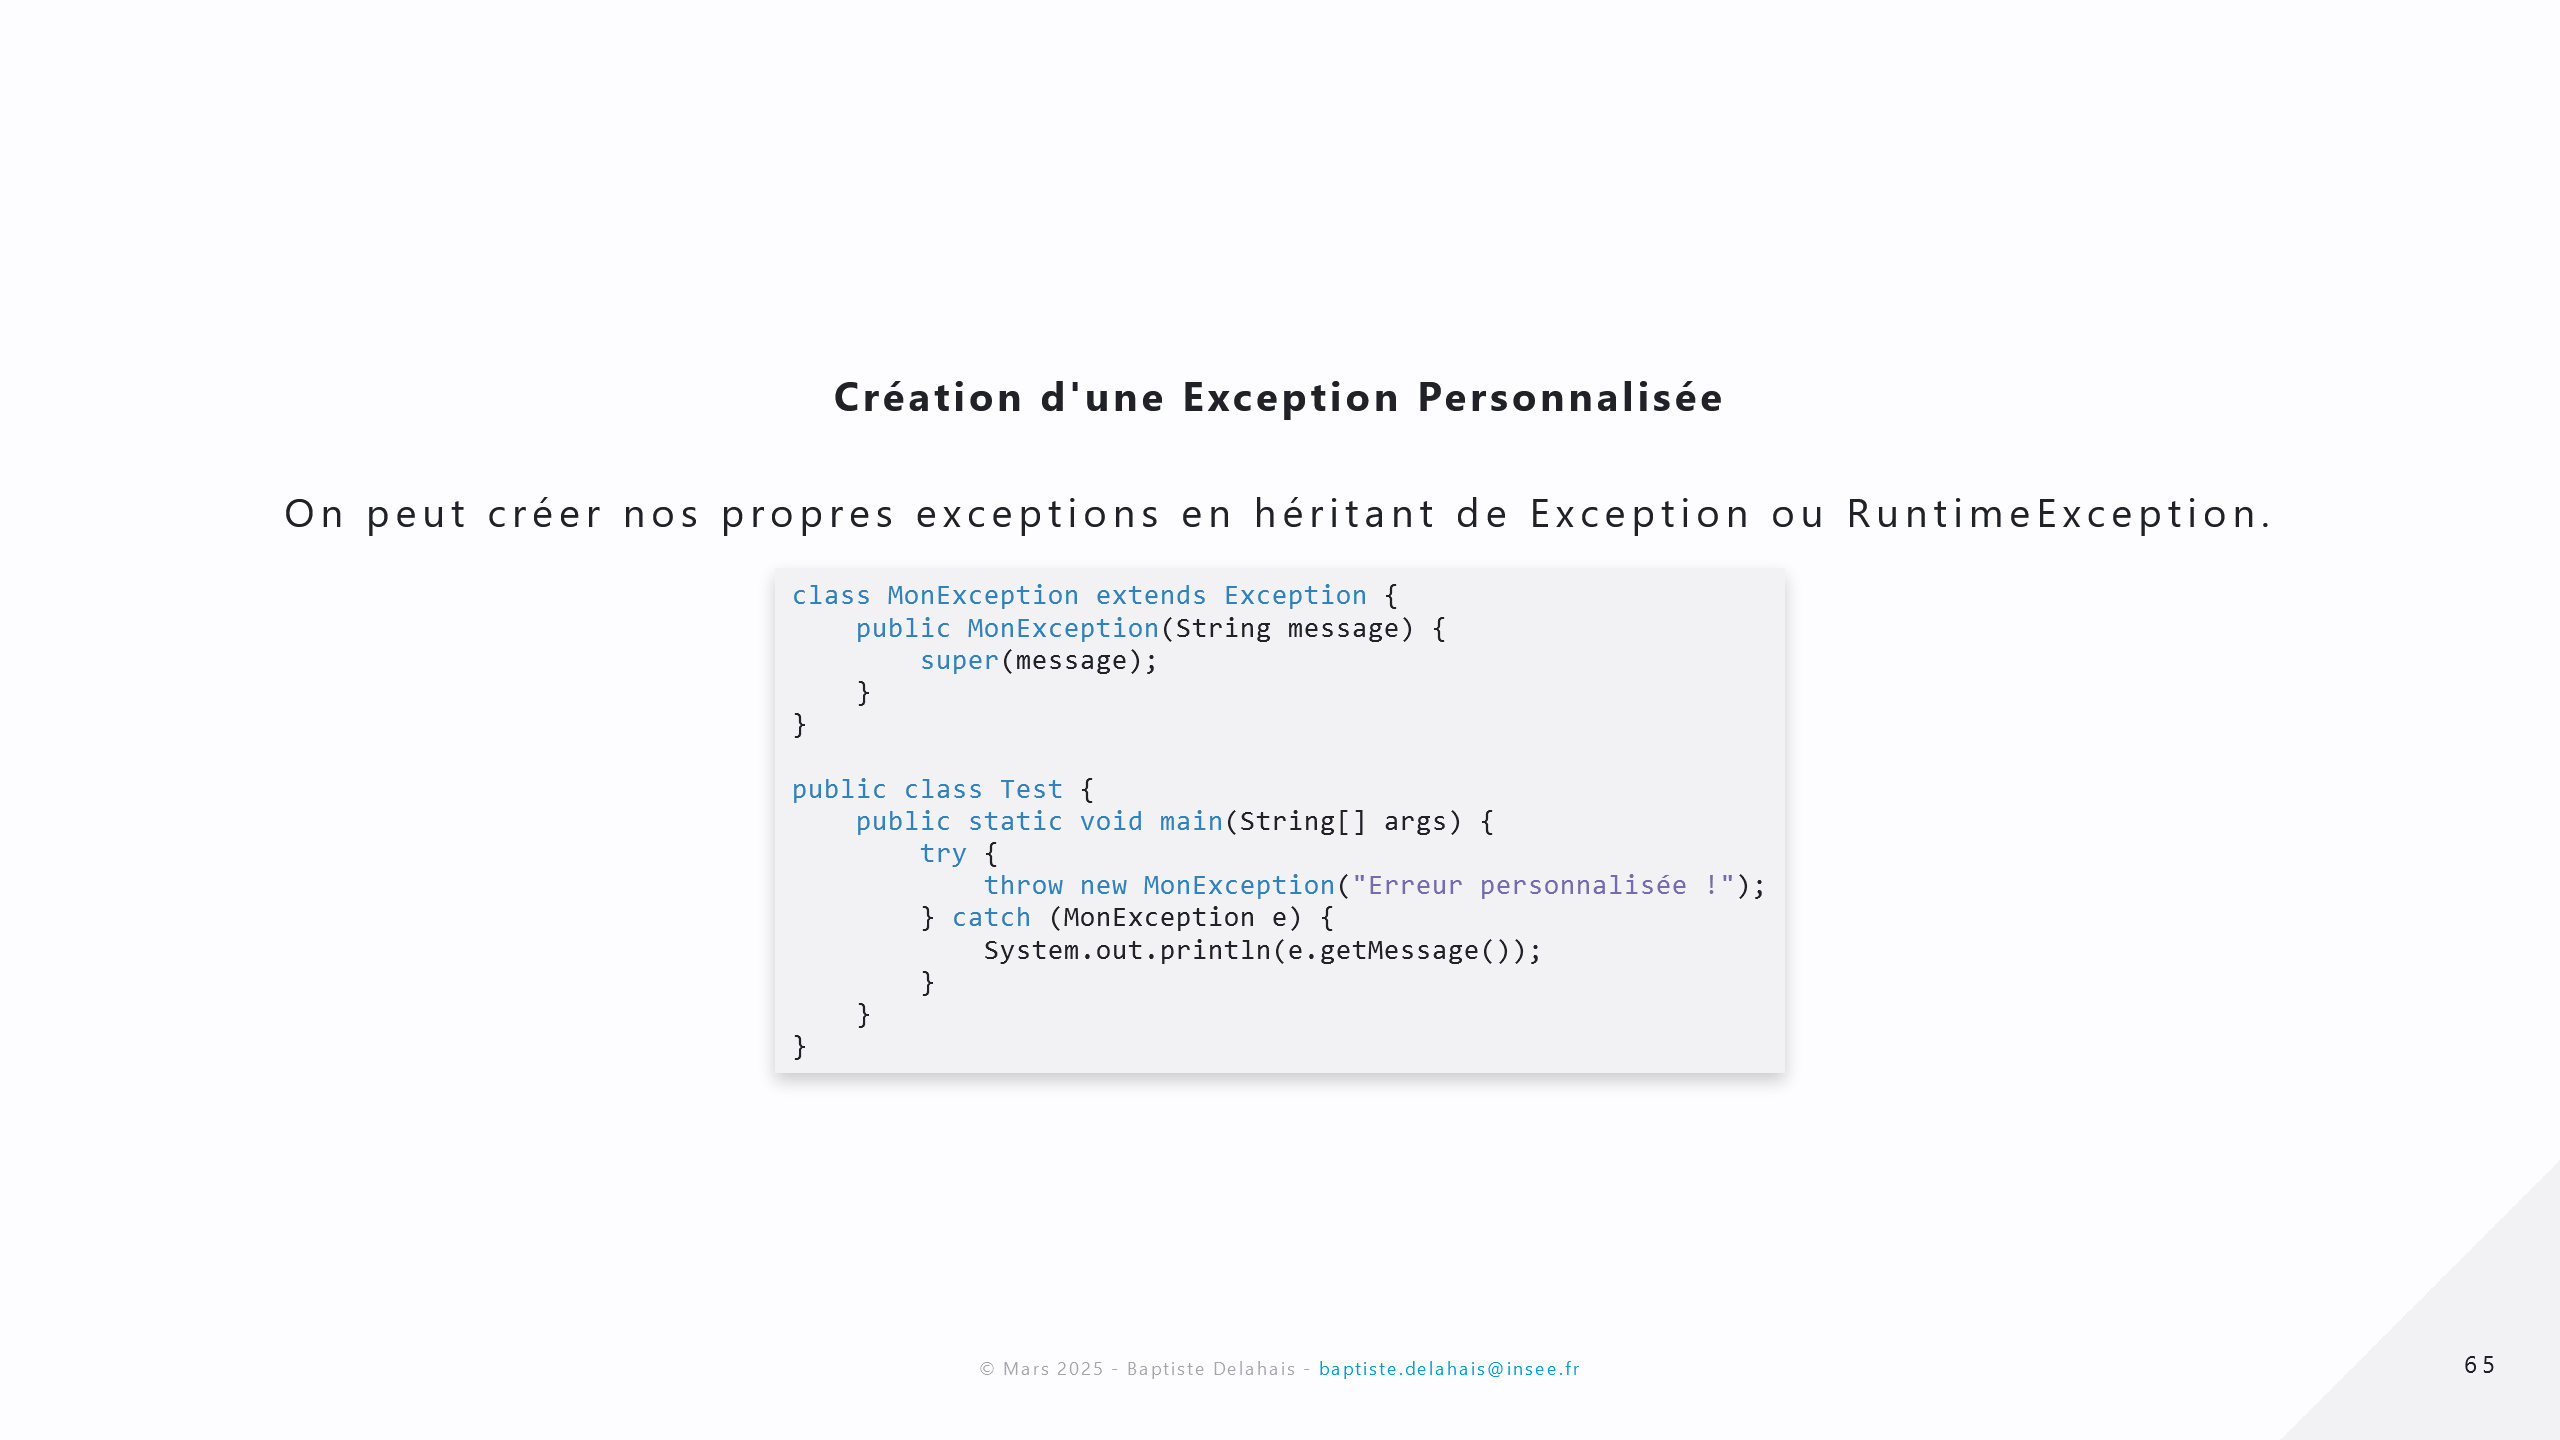 Création d'une Exception Personnalisée
On peut créer nos propres exceptions en héritant de Exception ou RuntimeException.
class MonException extends Exception {
    public MonException(String message) {
        super(message);
    }
}

public class Test {
    public static void main(String[] args) {
        try {
            throw new MonException("Erreur personnalisée !");
        } catch (MonException e) {
            System.out.println(e.getMessage());
        }
    }
}
© Mars 2025 - Baptiste Delahais - baptiste.delahais@insee.fr
65